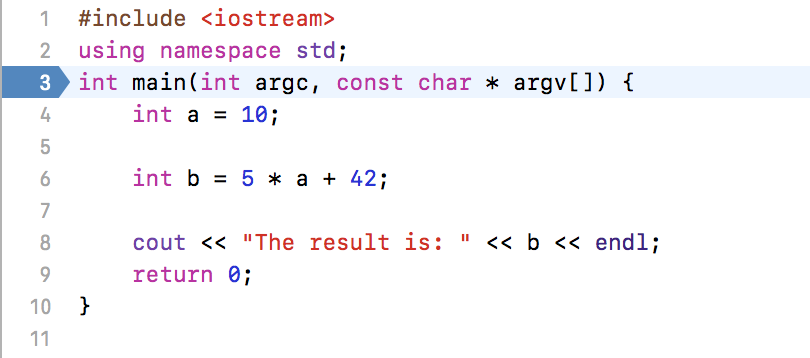 1 #include <iostream>
2 using namespace std;
3 int main(int argc, const char * argv[]) {
4     int a = 10;
5
6     int b = 5 * a + 42;
7
8     cout << "The result is: " << b << endl;
9     return 0;
10 }
11